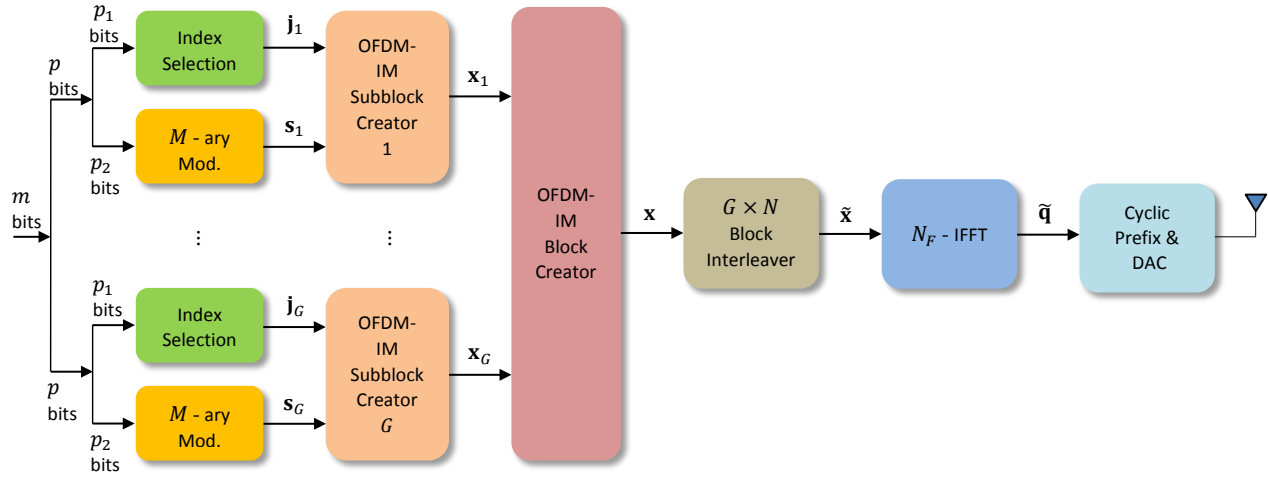 m
bits
p
bits
p₁
bits
Index
Selection
j₁
p₂
bits
M - ary
Mod.
s₁
OFDM-
IM
Subblock
Creator
1
x₁
⋮
⋮
p
bits
p₁
bits
Index
Selection
j_G
p₂
bits
M - ary
Mod.
s_G
OFDM-
IM
Subblock
Creator
G
x_G
OFDM-
IM
Block
Creator
x
G × N
Block
Interleaver
x̃
N_F - IFFT
q̃
Cyclic
Prefix &
DAC